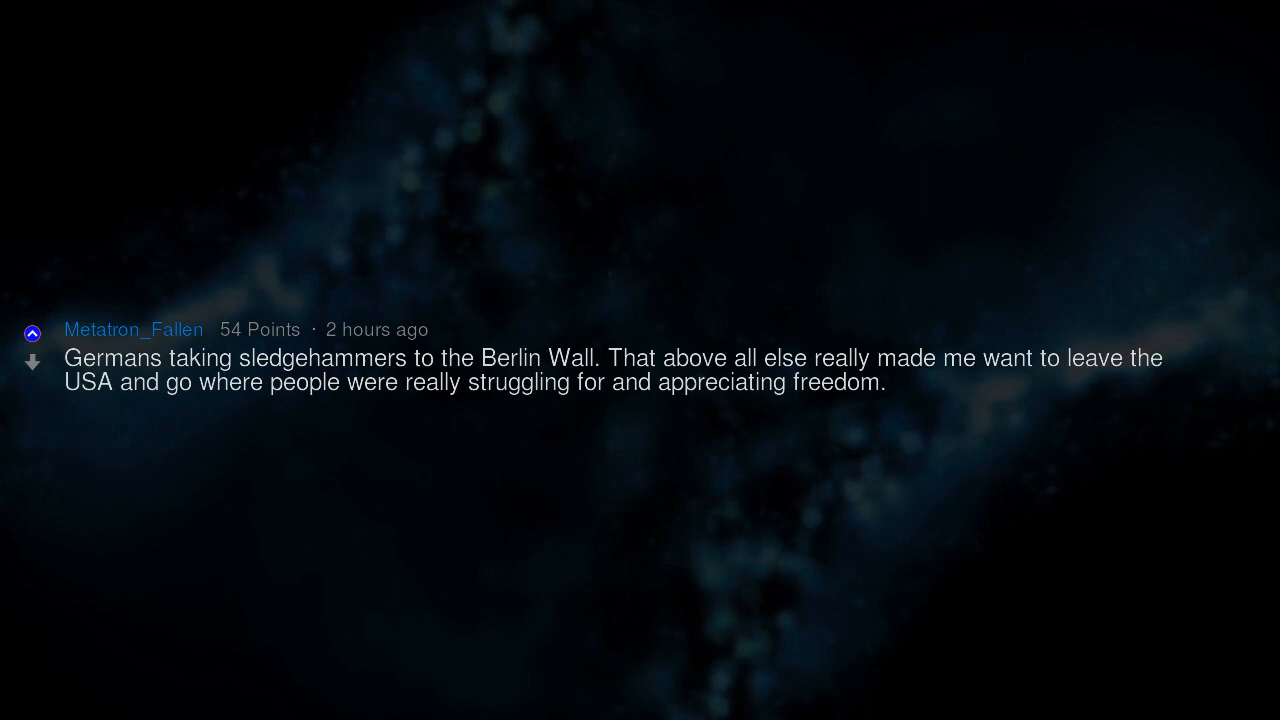 Metatron_Fallen 54 Points · 2 hours ago
Germans taking sledgehammers to the Berlin Wall. That above all else really made me want to leave the
USA and go where people were really struggling for and appreciating freedom.